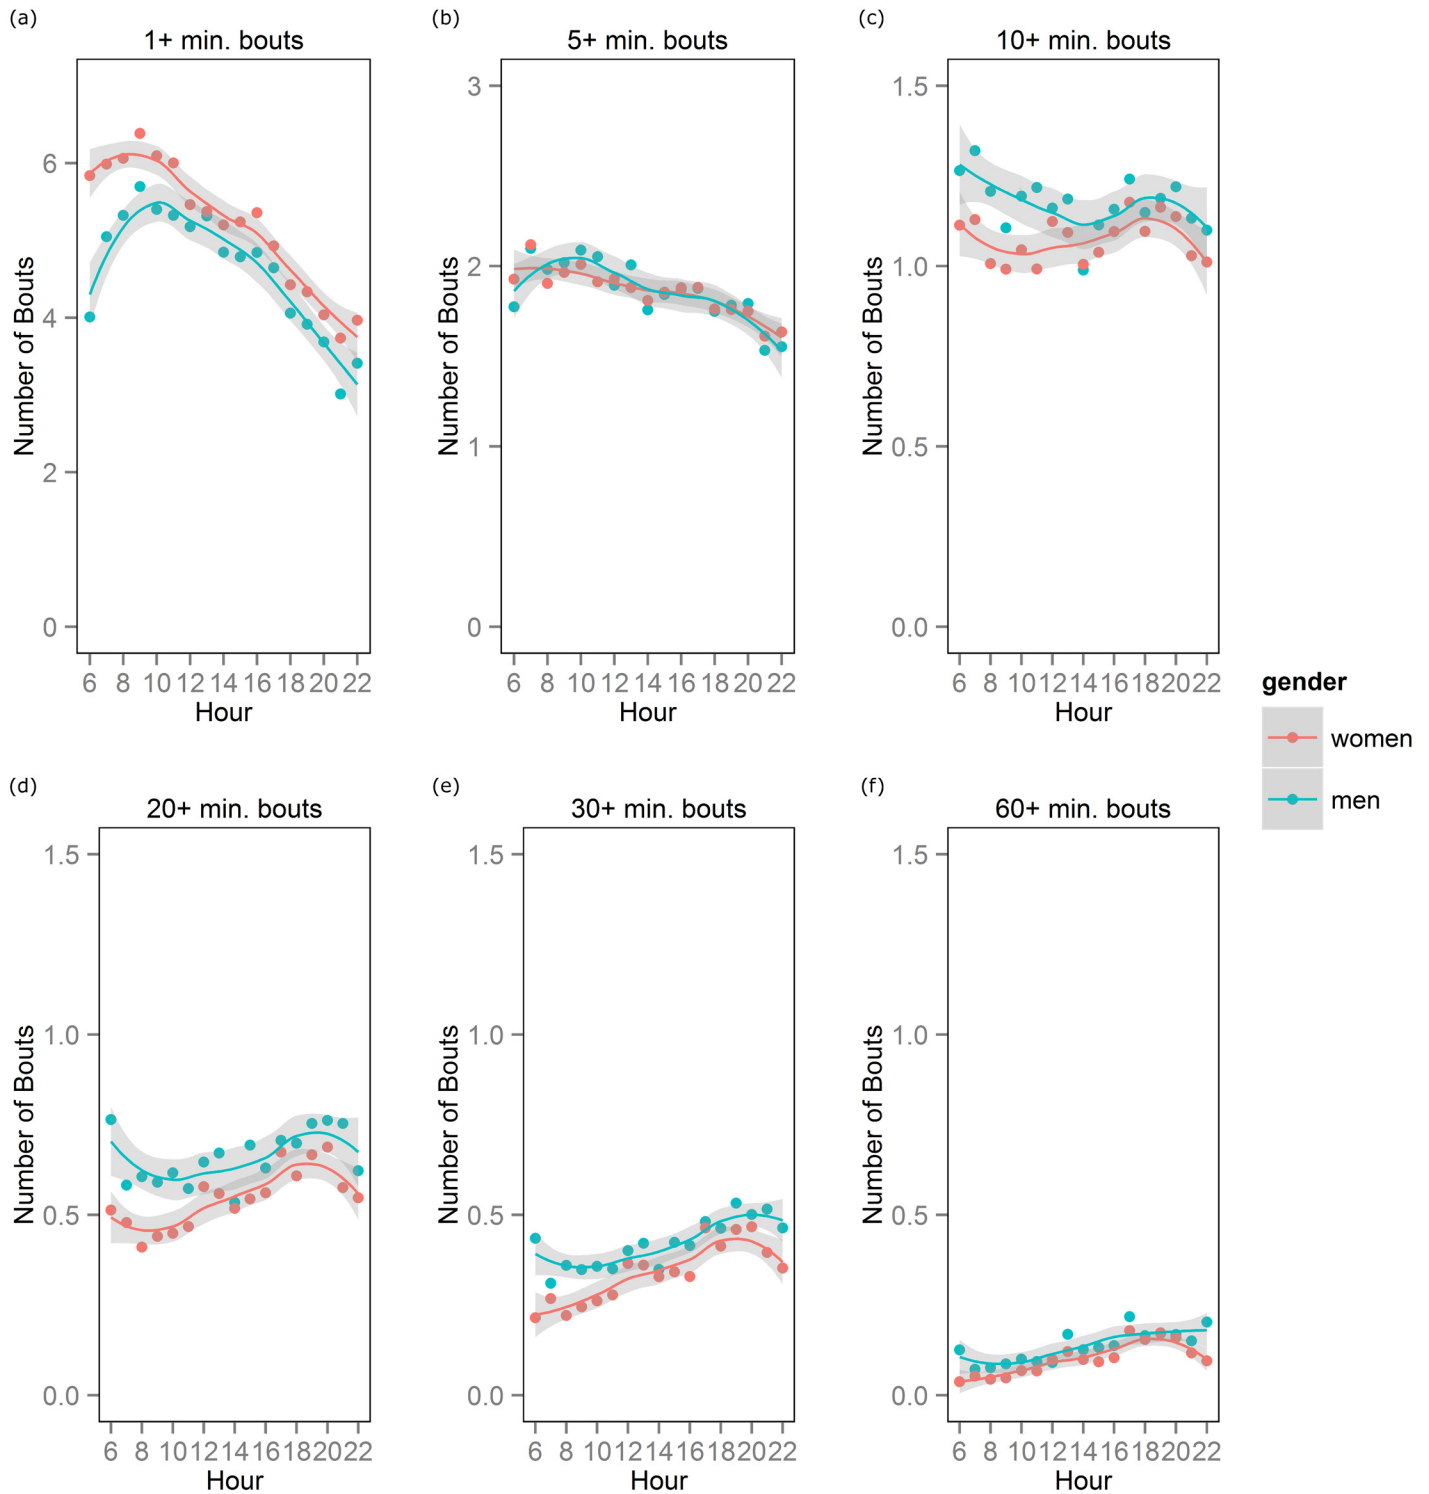 (a)
1+ min. bouts
Number of Bouts
6
4
2
0
6 8 10 12 14 16 18 20 22
Hour
(b)
5+ min. bouts
Number of Bouts
3
2
1
0
6 8 10 12 14 16 18 20 22
Hour
(c)
10+ min. bouts
Number of Bouts
1.5
1.0
0.5
0.0
6 8 10 12 14 16 18 20 22
Hour
gender
women
men
(d)
20+ min. bouts
Number of Bouts
1.5
1.0
0.5
0.0
6 8 10 12 14 16 18 20 22
Hour
(e)
30+ min. bouts
Number of Bouts
1.5
1.0
0.5
0.0
6 8 10 12 14 16 18 20 22
Hour
(f)
60+ min. bouts
Number of Bouts
1.5
1.0
0.5
0.0
6 8 10 12 14 16 18 20 22
Hour